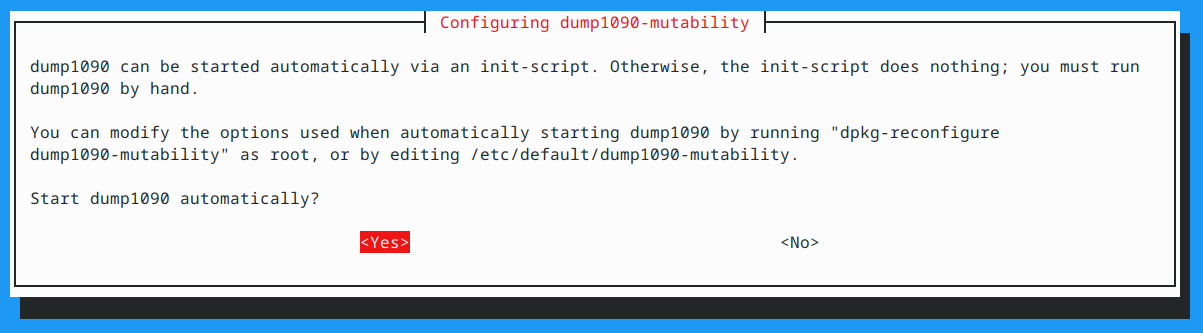 Configuring dump1090-mutability
dump1090 can be started automatically via an init-script. Otherwise, the init-script does nothing; you must run
dump1090 by hand.
You can modify the options used when automatically starting dump1090 by running "dpkg-reconfigure
dump1090-mutability" as root, or by editing /etc/default/dump1090-mutability.
Start dump1090 automatically?
<Yes> <No>